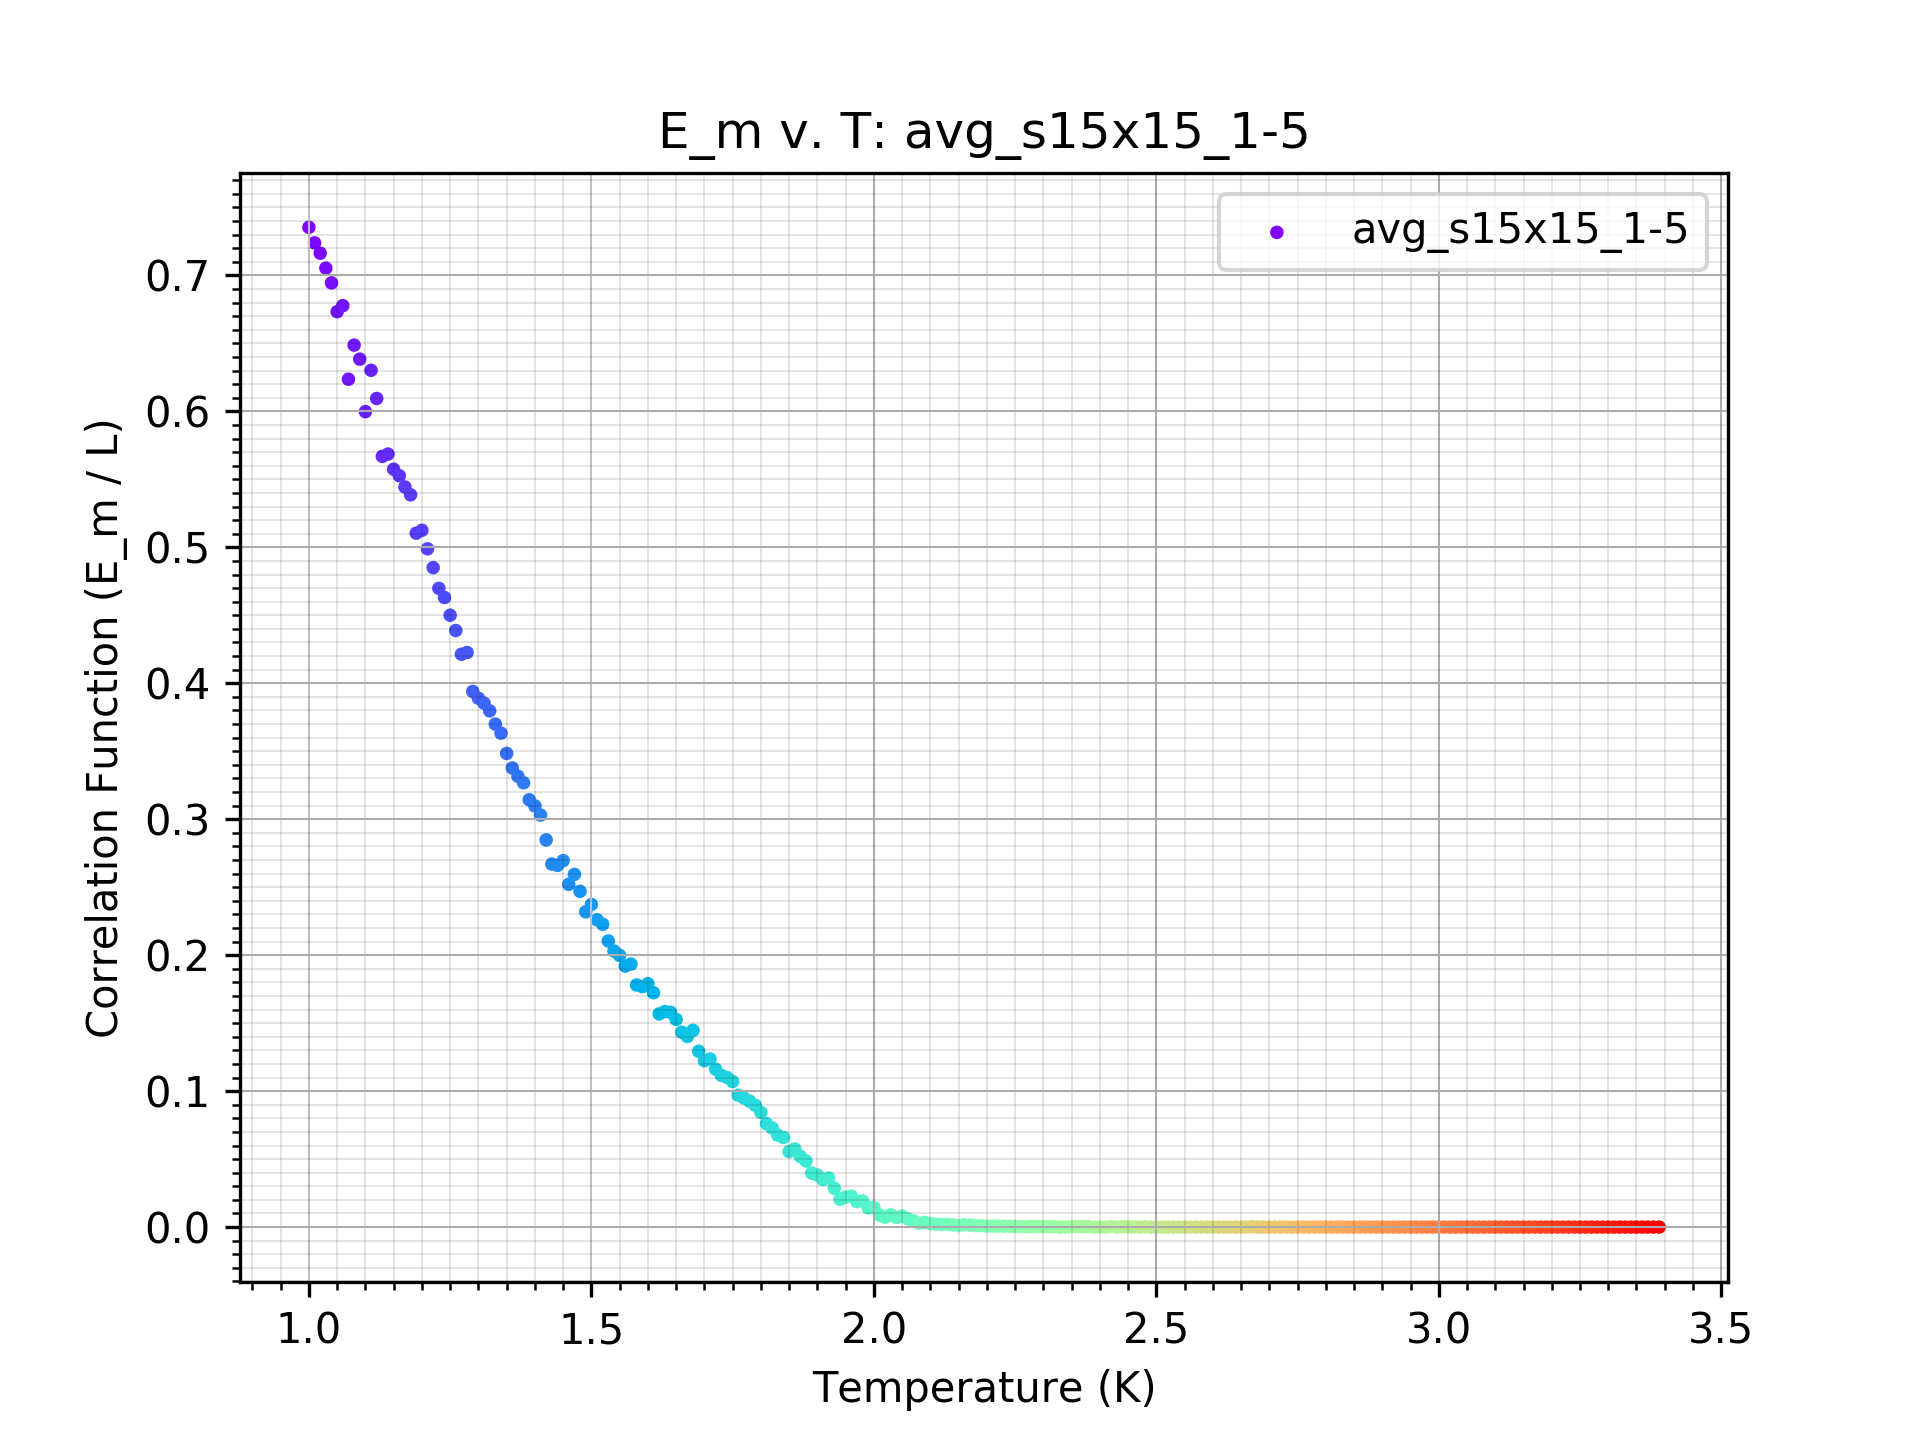 E_m v. T: avg_s15x15_1-5
avg_s15x15_1-5
Correlation Function (E_m / L)
0.7
0.6
0.5
0.4
0.3
0.2
0.1
0.0
1.0 1.5 2.0 2.5 3.0 3.5
Temperature (K)